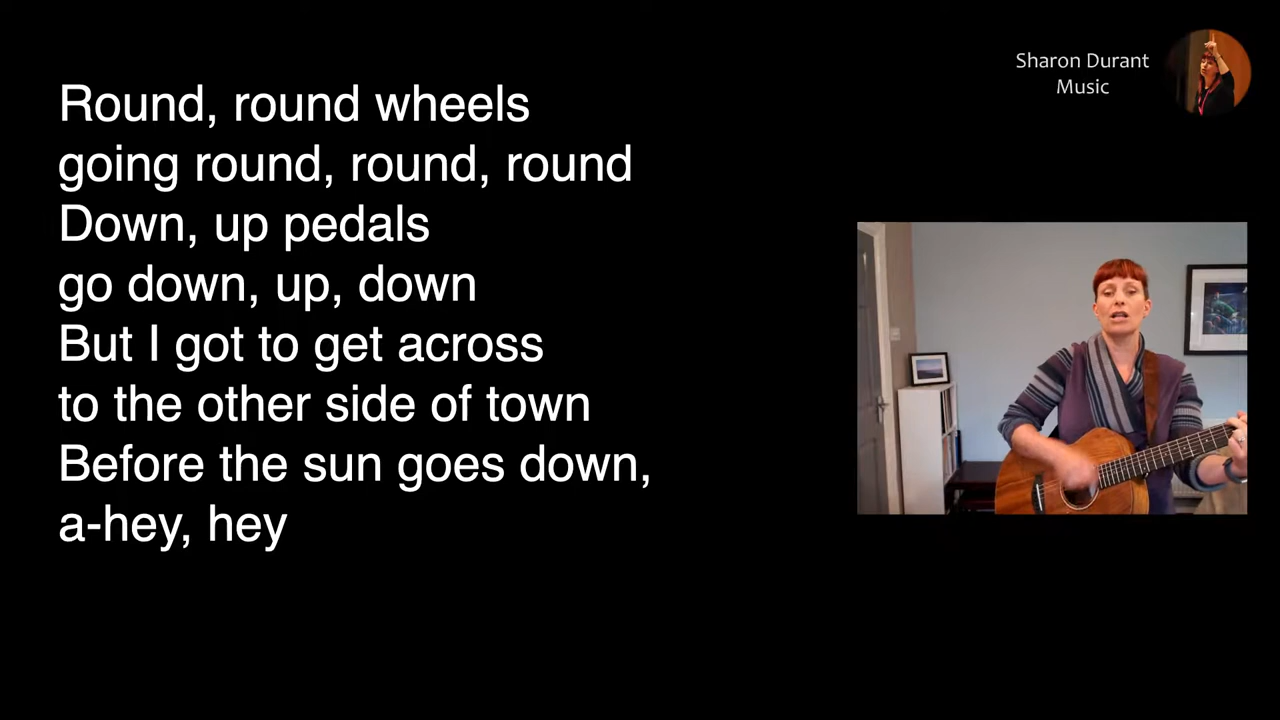 Sharon Durant
Music
Round, round wheels
going round, round, round
Down, up pedals
go down, up, down
But I got to get across
to the other side of town
Before the sun goes down,
a-hey, hey